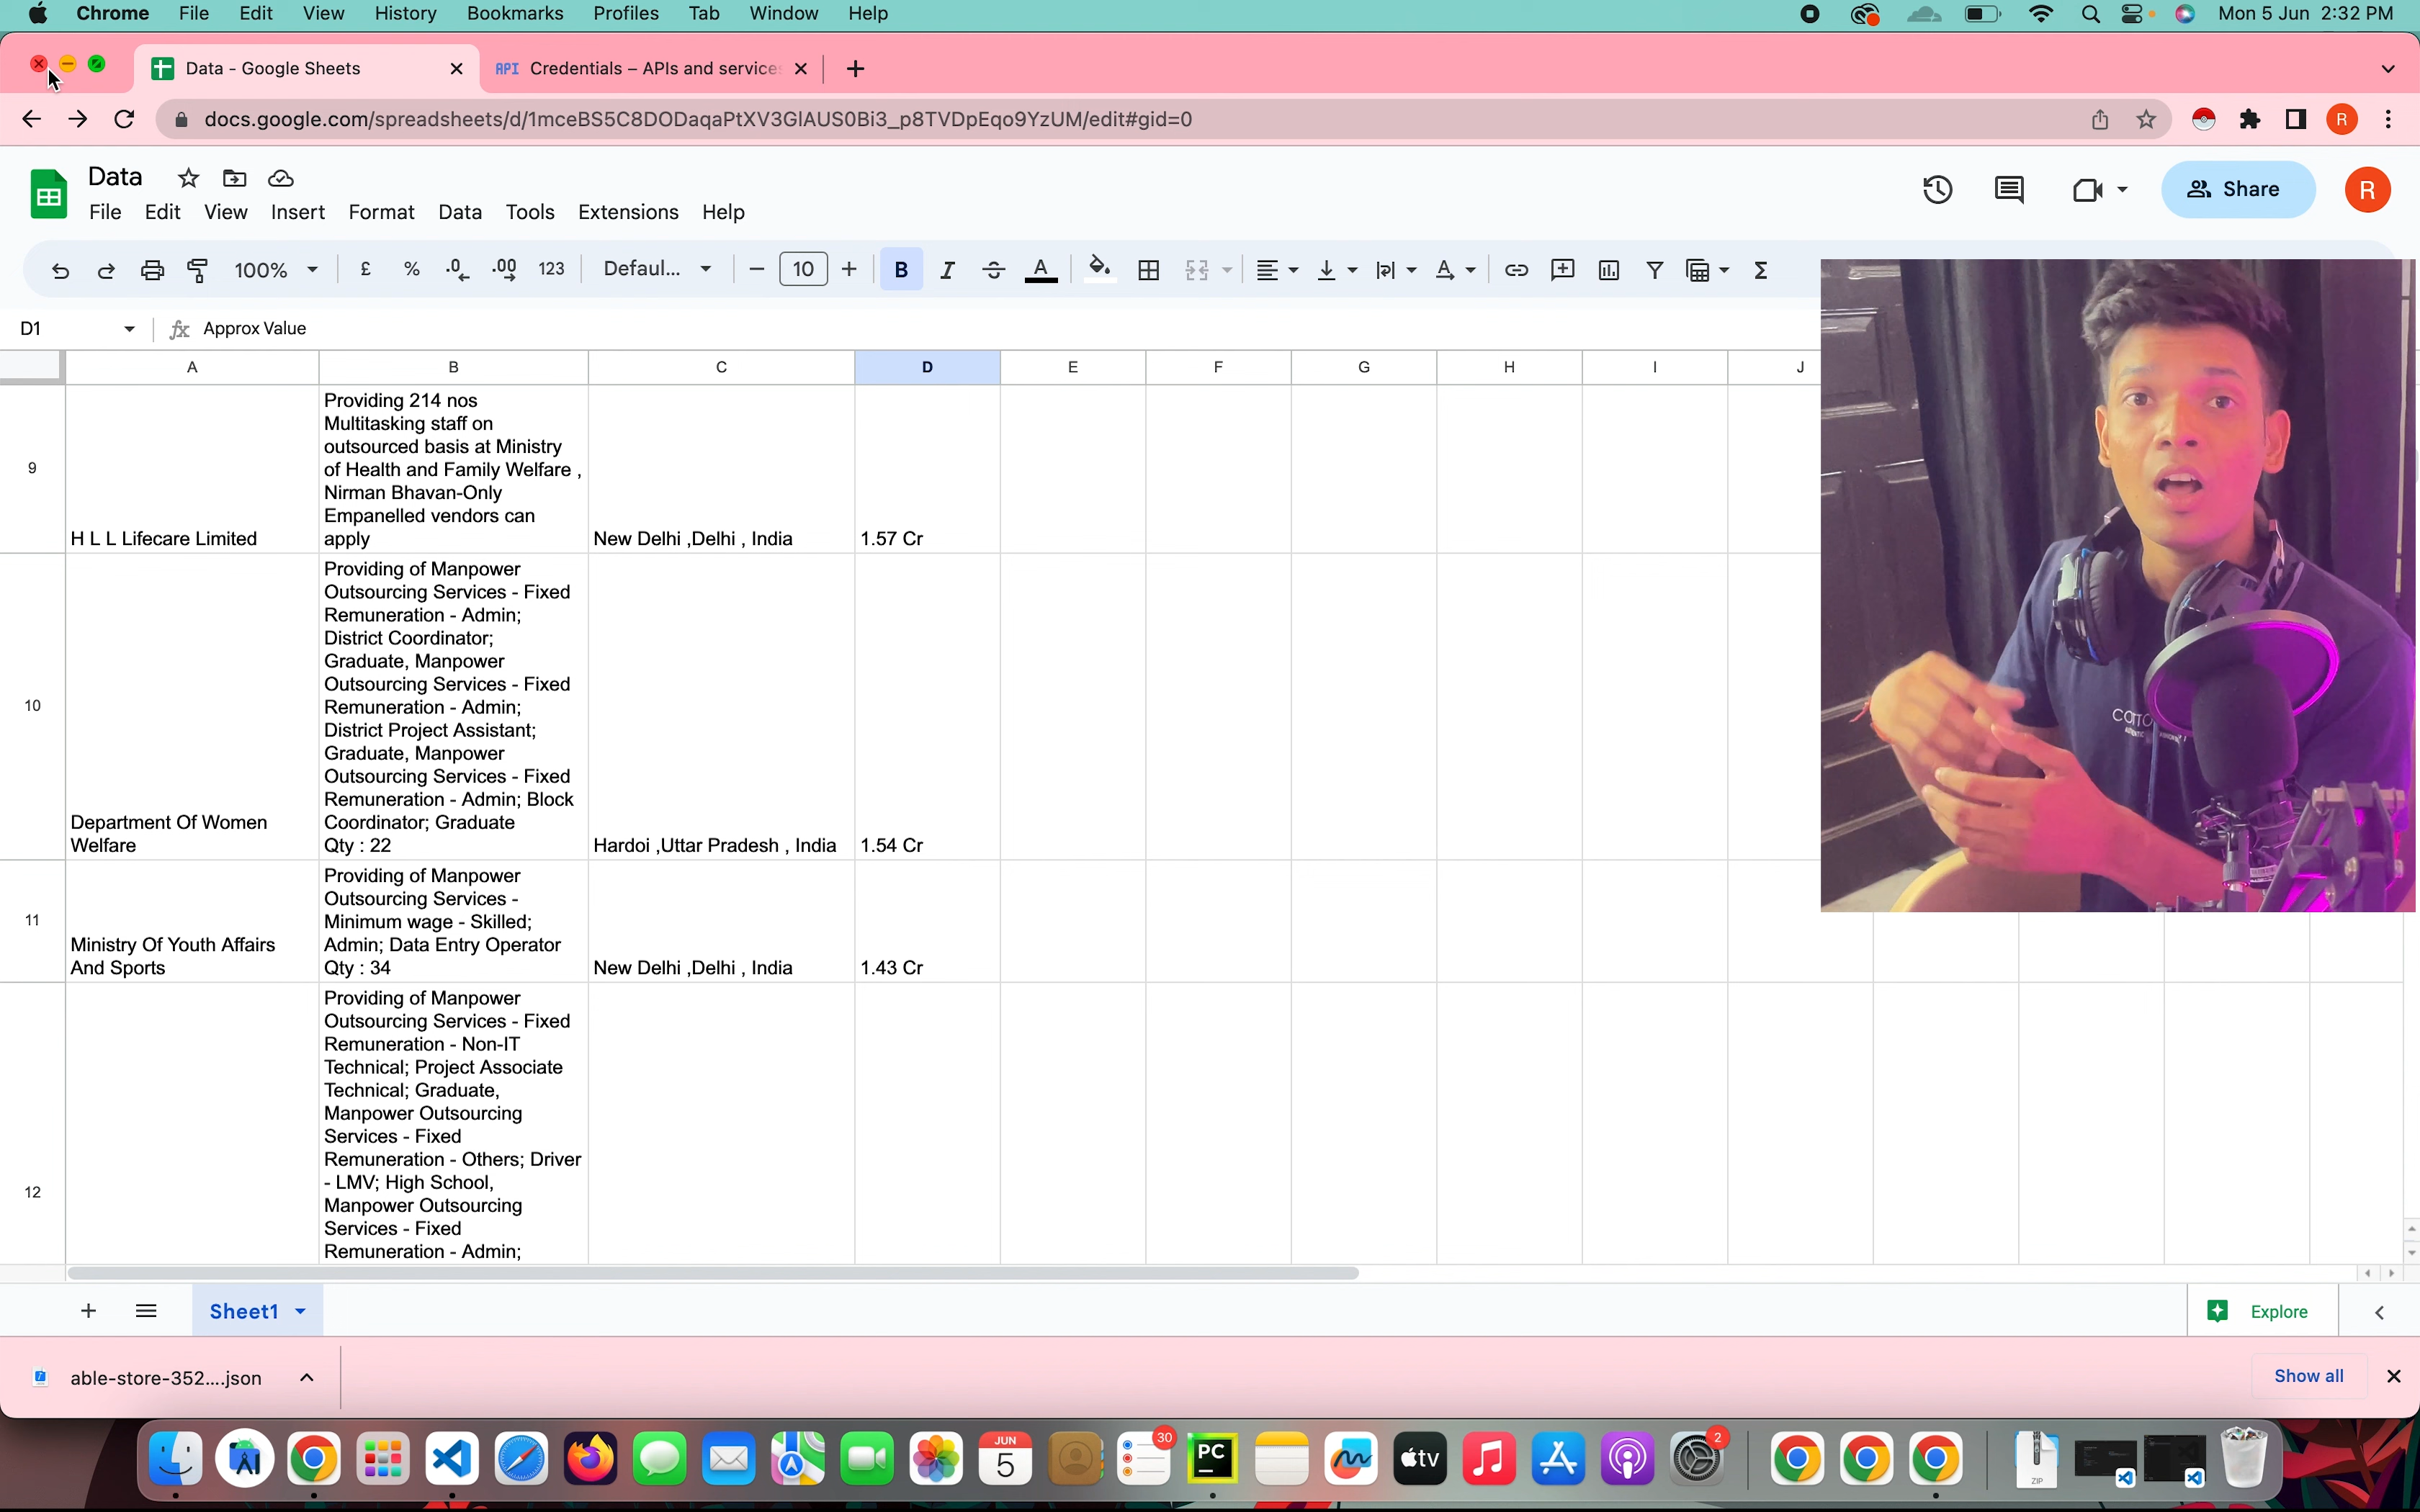 Chrome File Edit View History Bookmarks Profiles Tab Window Help Mon 5 Jun 2:32 PM
Data - Google Sheets
API Credentials – APIs and service
docs.google.com/spreadsheets/d/1mceBS5C8DODaqaPtXV3GlAUS0Bi3_p8TVDpEqo9YzUM/edit#gid=0
R
Data
File Edit View Insert Format Data Tools Extensions Help
Share
R
100% £ % .0 .00 123 Defaul... 10 B I A A Σ
D1 fx Approx Value
A B C D E F G H I J
9
H L L Lifecare Limited
Providing 214 nos
Multitasking staff on
outsourced basis at Ministry
of Health and Family Welfare ,
Nirman Bhavan-Only
Empanelled vendors can
apply
New Delhi ,Delhi , India
1.57 Cr
10
Department Of Women
Welfare
Providing of Manpower
Outsourcing Services - Fixed
Remuneration - Admin;
District Coordinator;
Graduate, Manpower
Outsourcing Services - Fixed
Remuneration - Admin;
District Project Assistant;
Graduate, Manpower
Outsourcing Services - Fixed
Remuneration - Admin; Block
Coordinator; Graduate
Qty : 22
Hardoi ,Uttar Pradesh , India
1.54 Cr
11
Ministry Of Youth Affairs
And Sports
Providing of Manpower
Outsourcing Services -
Minimum wage - Skilled;
Admin; Data Entry Operator
Qty : 34
New Delhi ,Delhi , India
1.43 Cr
12
Providing of Manpower
Outsourcing Services - Fixed
Remuneration - Non-IT
Technical; Project Associate
Technical; Graduate,
Manpower Outsourcing
Services - Fixed
Remuneration - Others; Driver
- LMV; High School,
Manpower Outsourcing
Services - Fixed
Remuneration - Admin;
Sheet1
Explore
able-store-352....json
Show all
JUN
5
30
PC
tv
2
ZIP